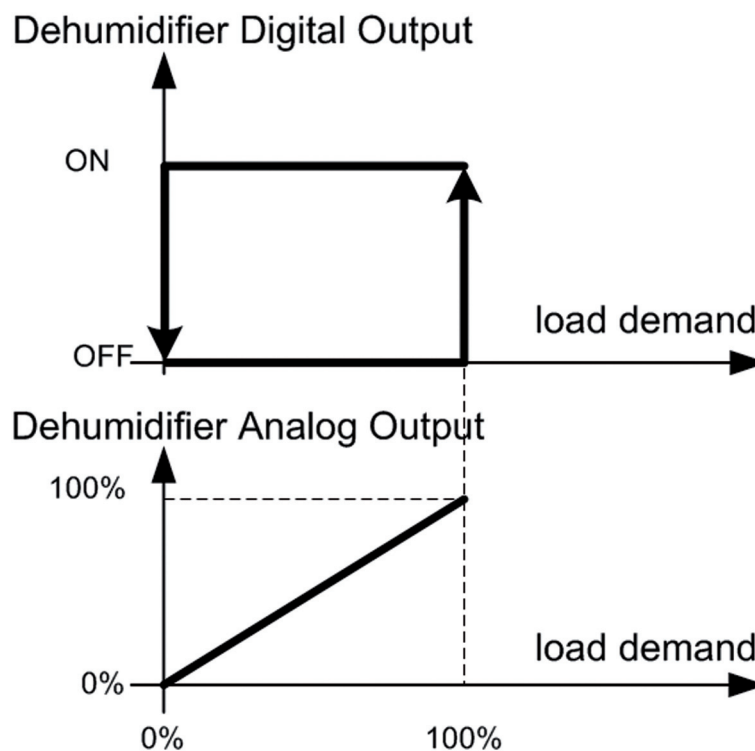 Dehumidifier Digital Output
ON
load demand
OFF
Dehumidifier Analog Output
100%
load demand
0%
0%
100%